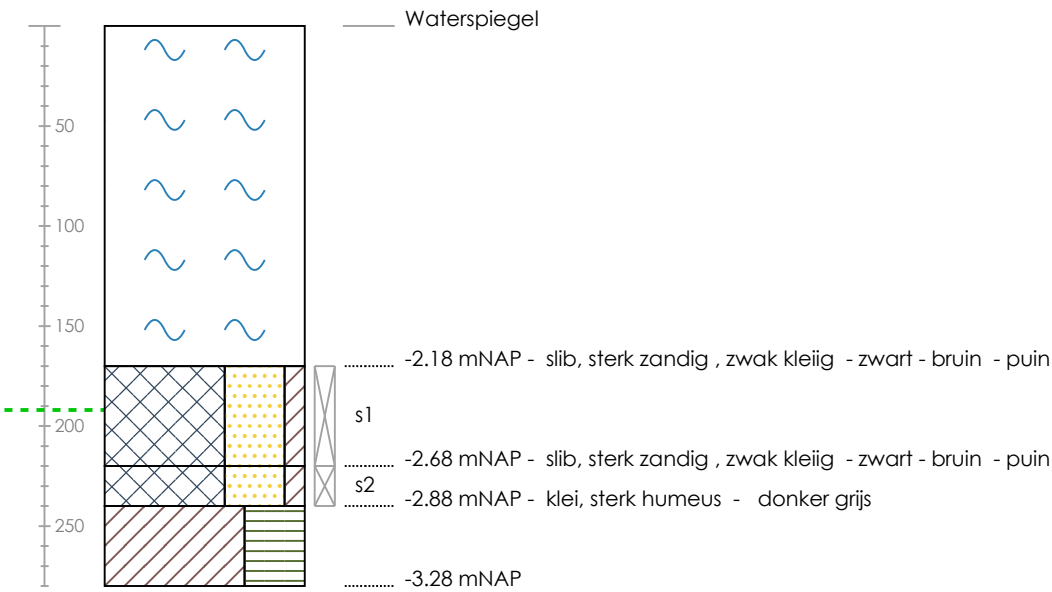 Waterspiegel
50
100
150
-2.18 mNAP - slib, sterk zandig , zwak kleiig - zwart - bruin - puin
s1
200
-2.68 mNAP - slib, sterk zandig , zwak kleiig - zwart - bruin - puin
s2
-2.88 mNAP - klei, sterk humeus - donker grijs
250
-3.28 mNAP